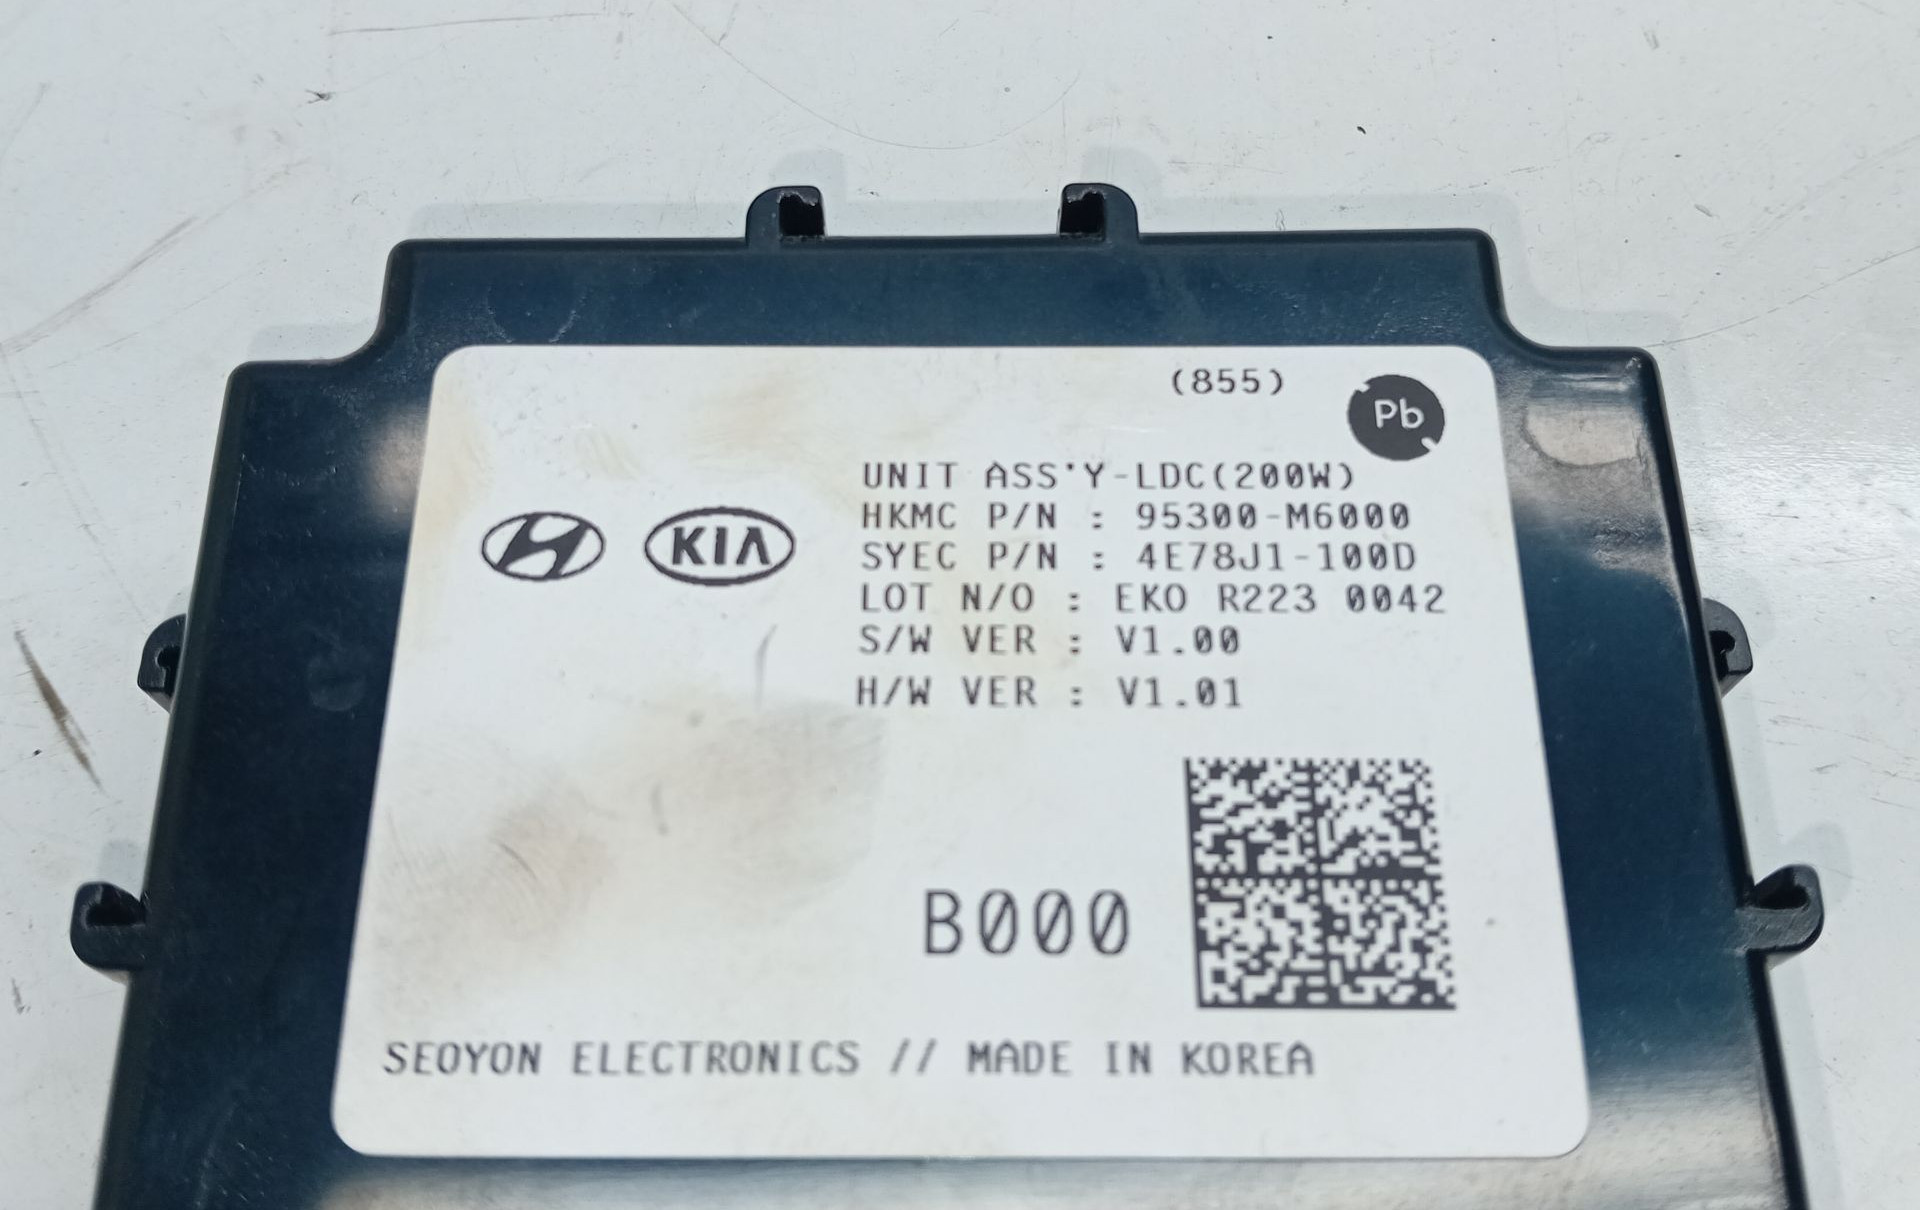 (855)
Pb
UNIT ASS'Y-LDC(200W)
HKMC P/N : 95300-M6000
SYEC P/N : 4E78J1-100D
LOT N/O : EKO R223 0042
S/W VER : V1.00
H/W VER : V1.01
KIA
B000
SEOYON ELECTRONICS // MADE IN KOREA